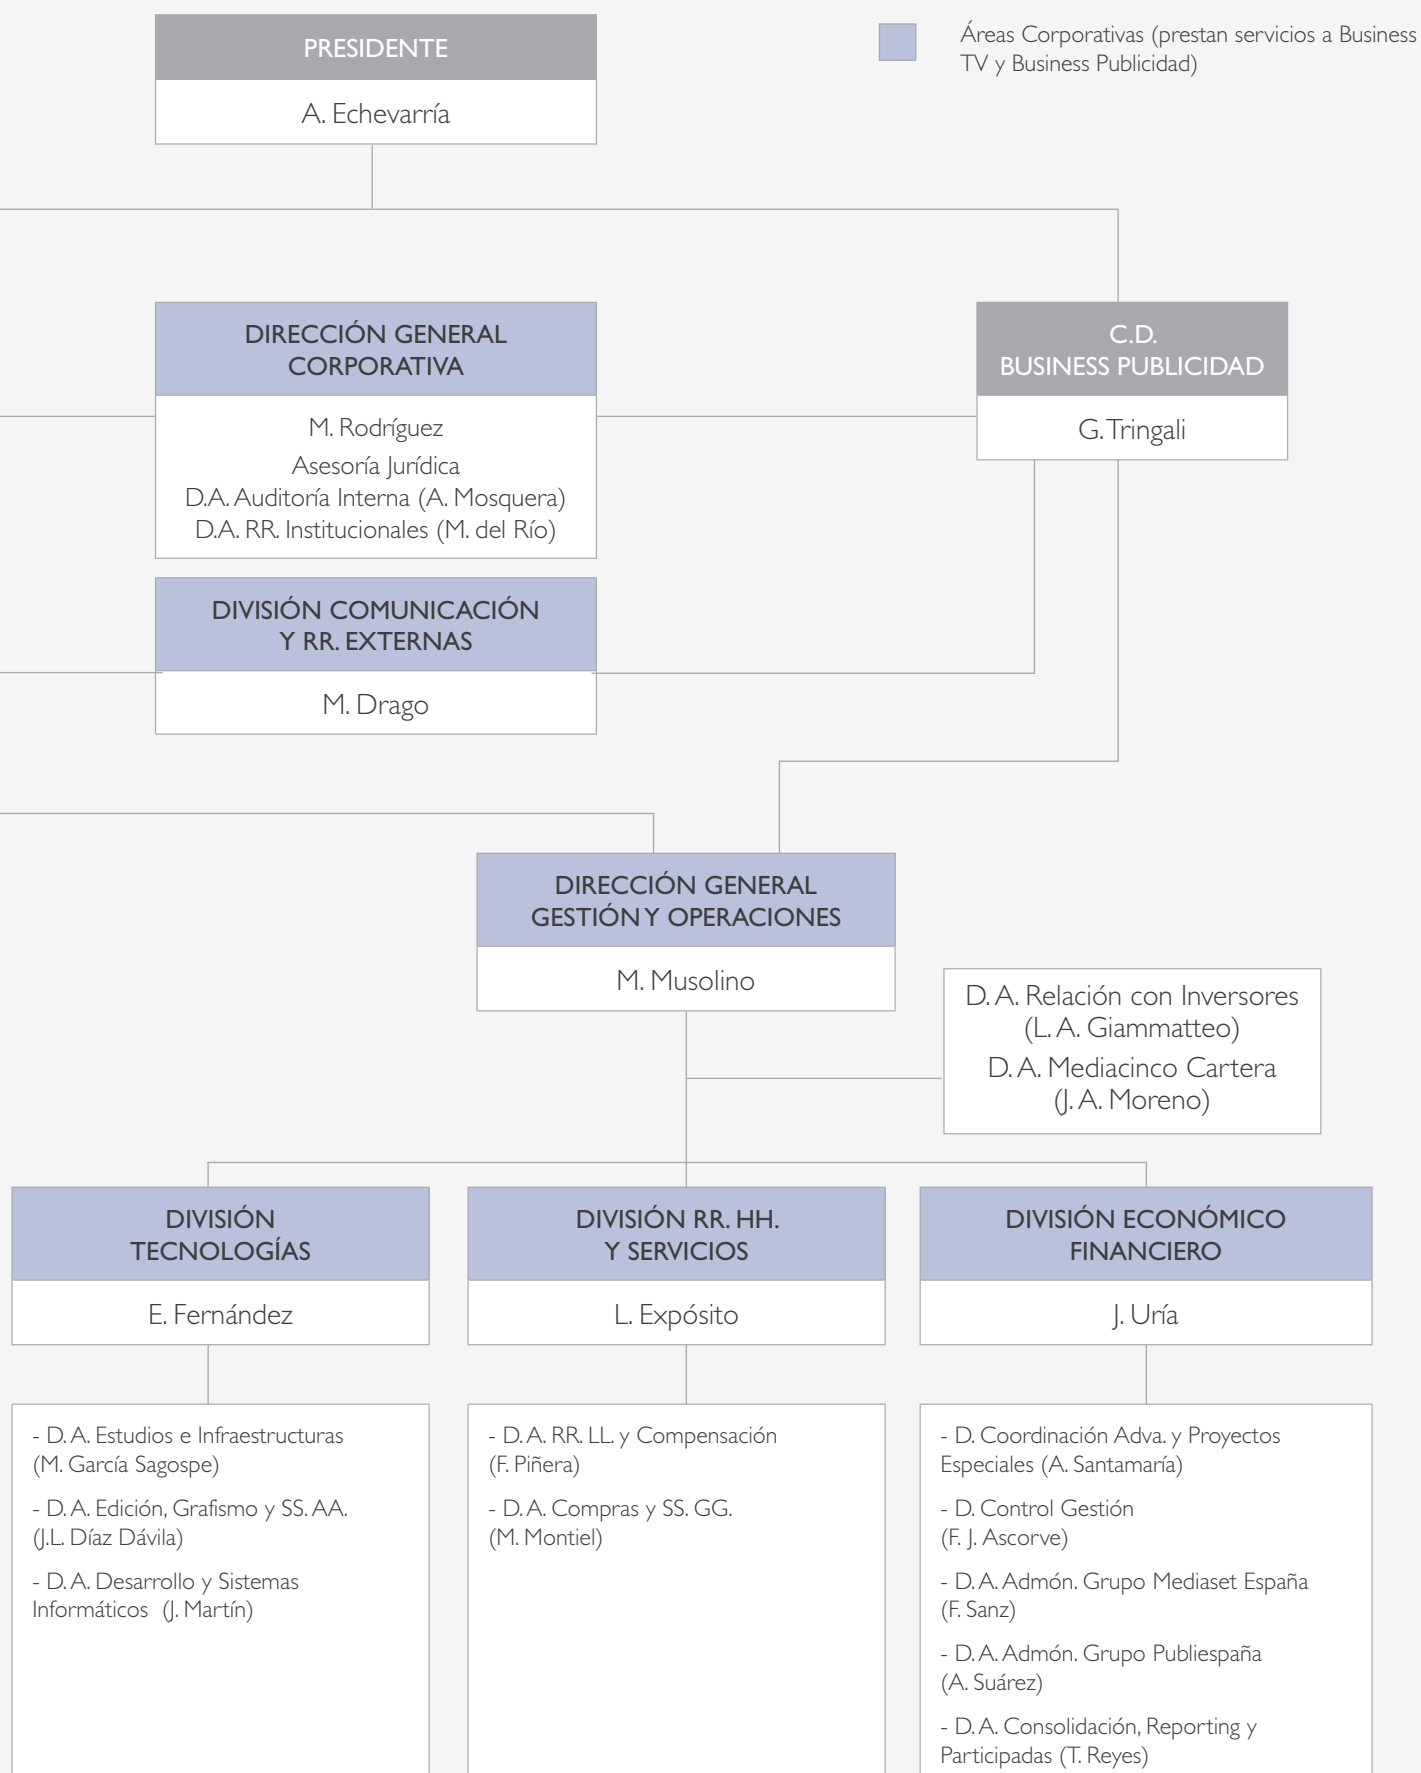 PRESIDENTE
A. Echevarría
Áreas Corporativas (prestan servicios a Business
TV y Business Publicidad)
DIRECCIÓN GENERAL
CORPORATIVA
M. Rodríguez
Asesoría Jurídica
D.A. Auditoría Interna (A. Mosquera)
D.A. RR. Institucionales (M. del Río)
C.D.
BUSINESS PUBLICIDAD
G. Tringali
DIVISIÓN COMUNICACIÓN
Y RR. EXTERNAS
M. Drago
DIRECCIÓN GENERAL
GESTIÓN Y OPERACIONES
M. Musolino
D. A. Relación con Inversores
(L. A. Giammatteo)
D. A. Mediacinco Cartera
(J. A. Moreno)
DIVISIÓN
TECNOLOGÍAS
E. Fernández
- D. A. Estudios e Infraestructuras
(M. García Sagospe)
- D. A. Edición, Grafismo y SS. AA.
(J.L. Díaz Dávila)
- D. A. Desarrollo y Sistemas
Informáticos (J. Martín)
DIVISIÓN RR. HH.
Y SERVICIOS
L. Expósito
- D. A. RR. LL. y Compensación
(F. Piñera)
- D. A. Compras y SS. GG.
(M. Montiel)
DIVISIÓN ECONÓMICO
FINANCIERO
J. Uría
- D. Coordinación Adva. y Proyectos
Especiales (A. Santamaría)
- D. Control Gestión
(F. J. Ascorve)
- D. A. Admón. Grupo Mediaset España
(F. Sanz)
- D. A. Admón. Grupo Publiespaña
(A. Suárez)
- D. A. Consolidación, Reporting y
Participadas (T. Reyes)